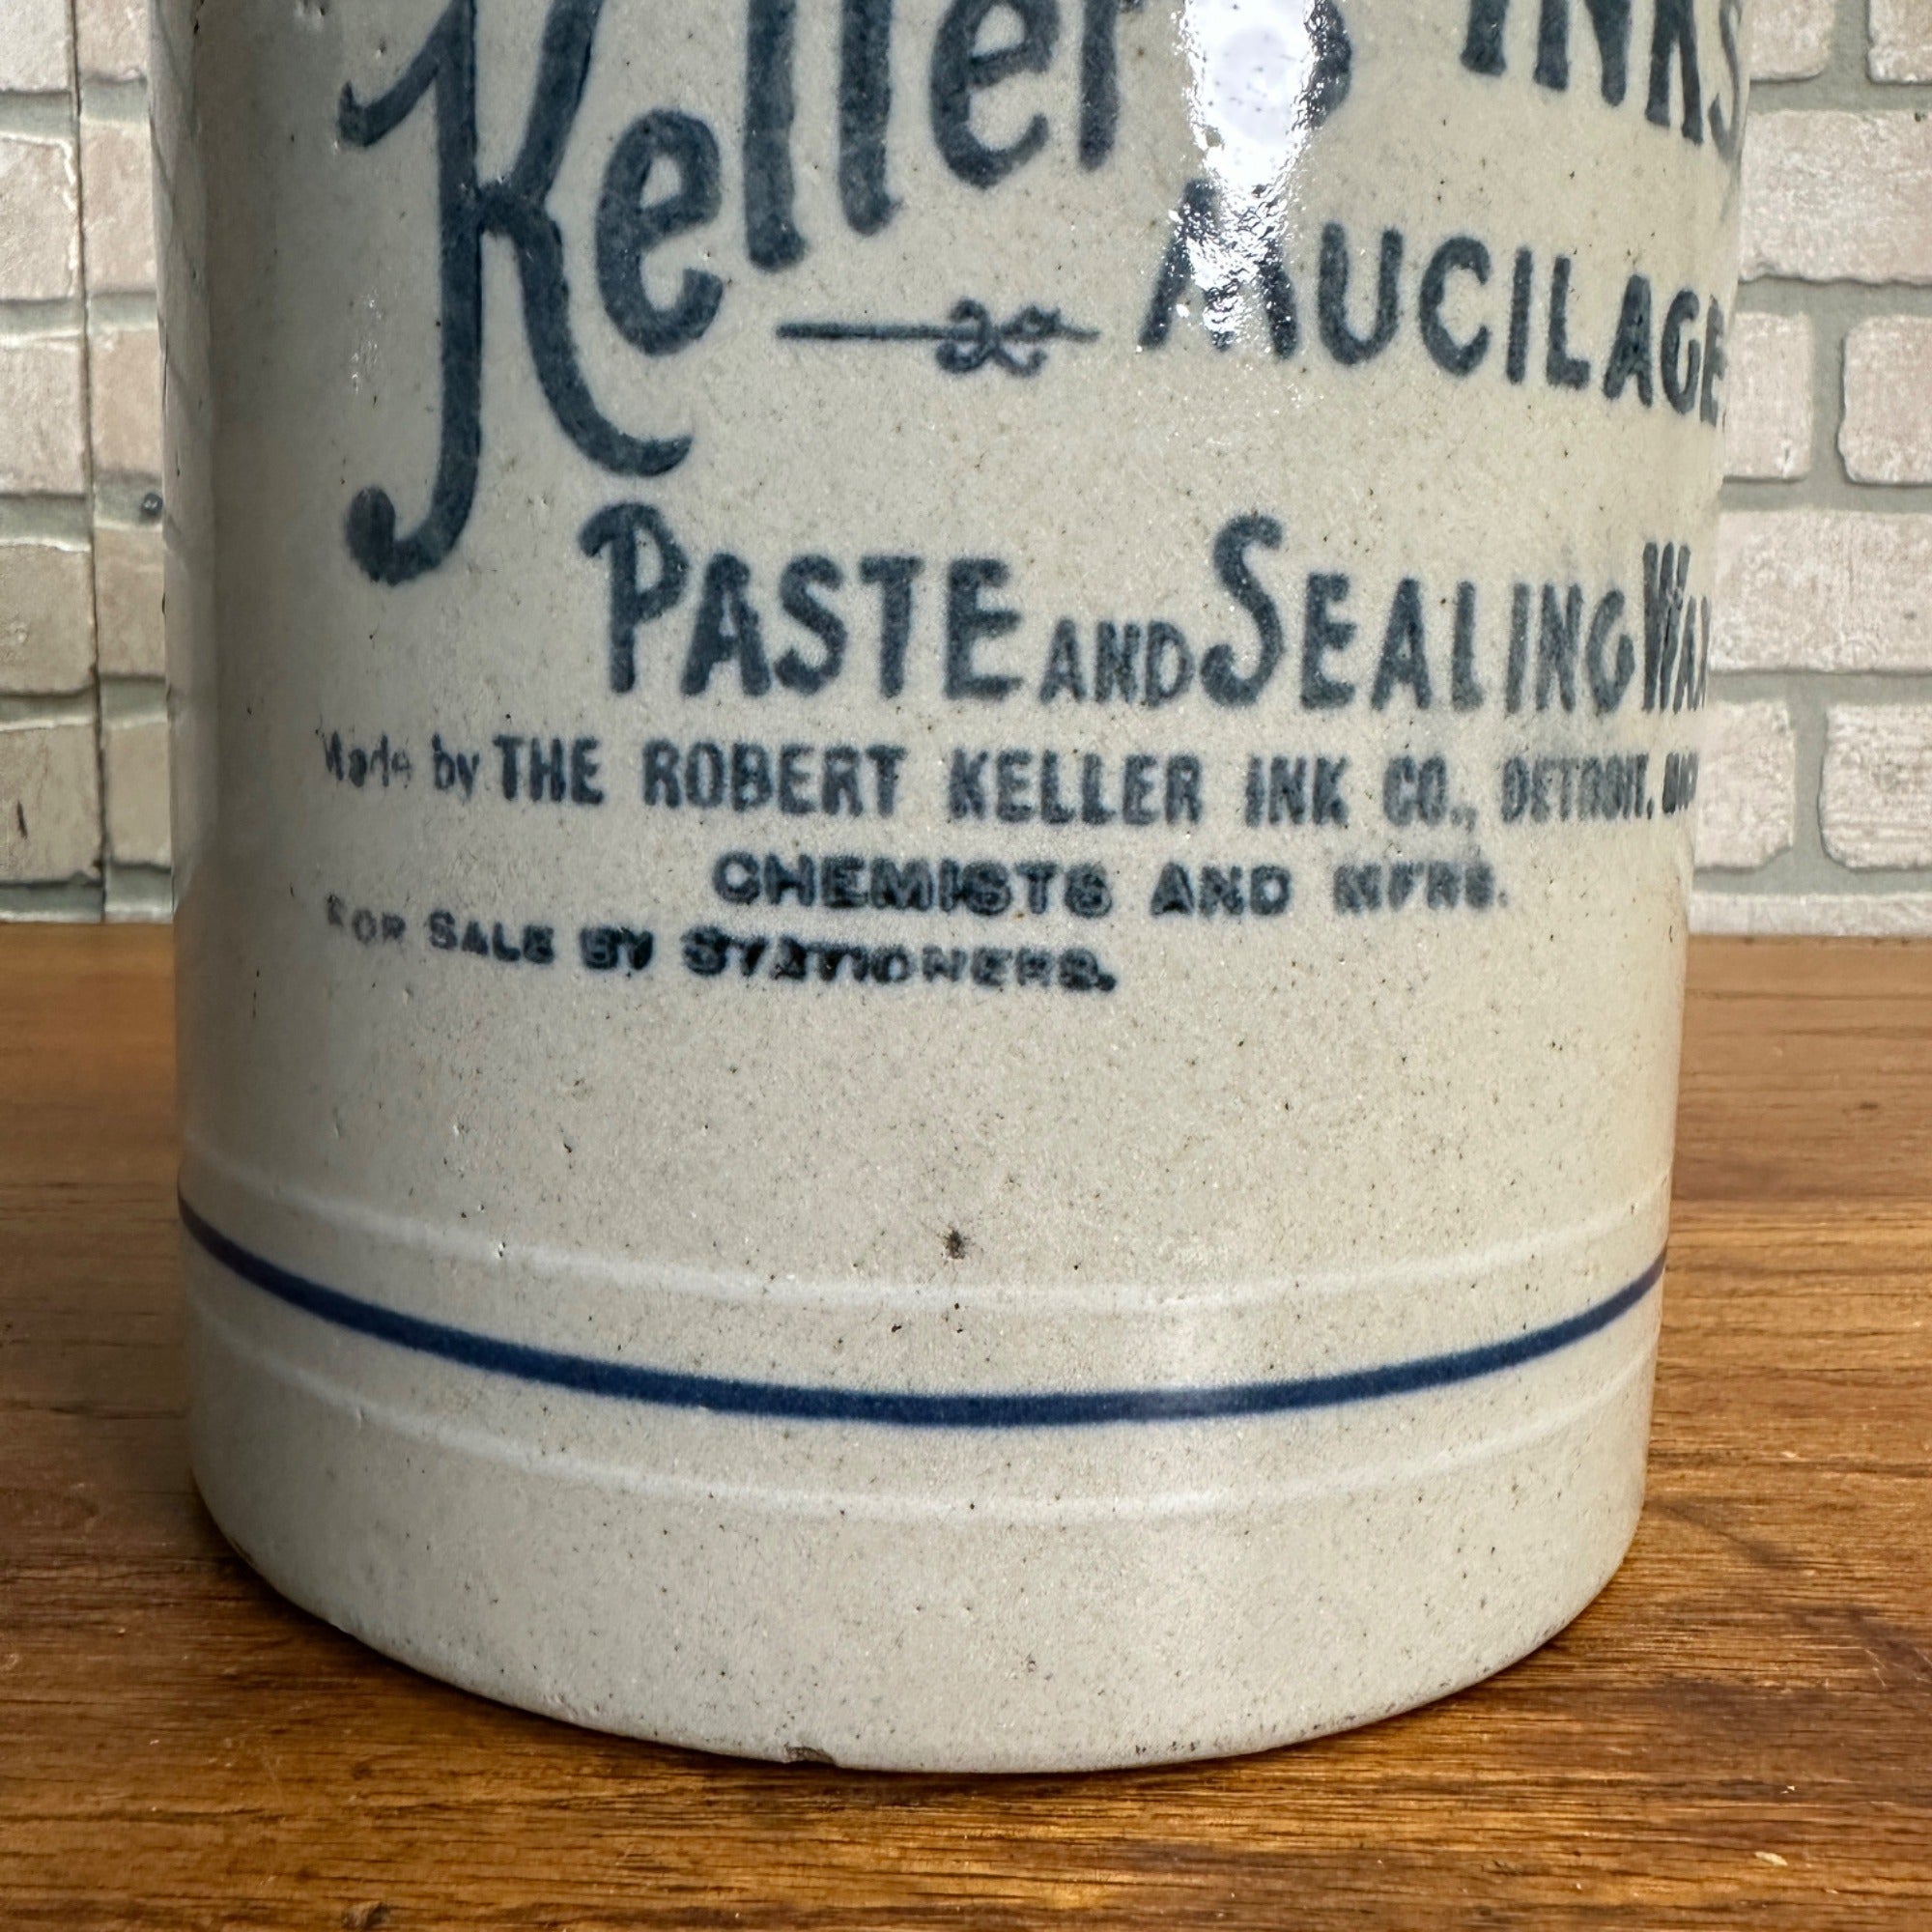 Keller's INKS
MUCILAGE,
PASTE AND SEALING WAX
Made by THE ROBERT KELLER INK CO., DETROIT, MICH
CHEMISTS AND MFRS.
FOR SALE BY STATIONERS.